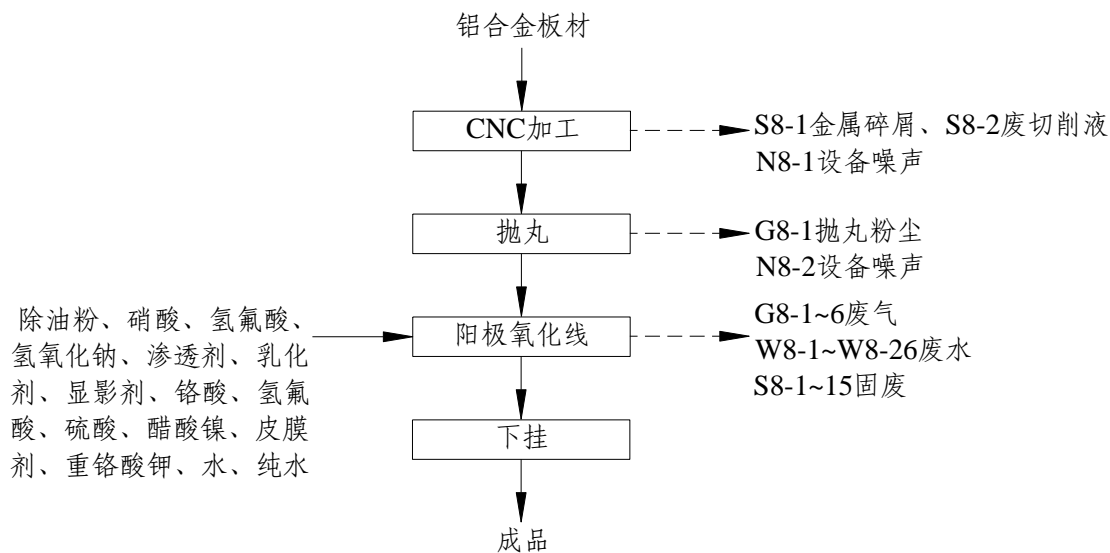 铝合金板材
CNC加工
S8-1金属碎屑、S8-2废切削液
N8-1设备噪声
抛丸
G8-1抛丸粉尘
N8-2设备噪声
除油粉、硝酸、氢氟酸、
氢氧化钠、渗透剂、乳化
剂、显影剂、铬酸、氢氟
酸、硫酸、醋酸镍、皮膜
剂、重铬酸钾、水、纯水
阳极氧化线
G8-1~6废气
W8-1~W8-26废水
S8-1~15固废
下挂
成品